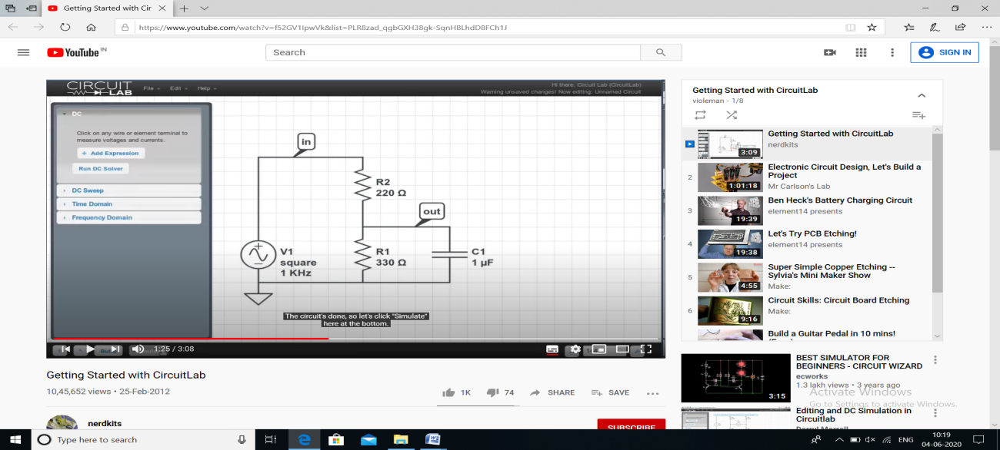 Getting Started with Cir
https://www.youtube.com/watch?v=f52GV1IpwVk&list=PLR8zad_qgbGXH38gk-SqnH8LhdD8FCh1J
YouTube IN
Search
SIGN IN
CIRCUIT LAB
File
Edit
Help
Hi there, Circuit Lab (CircuitLab)
Warning unsaved changes! Now editing: Unnamed Circuit
DC
Click on any wire or element terminal to
measure voltages and currents.
+ Add Expression
Run DC Solver
DC Sweep
Time Domain
Frequency Domain
in
R2
220 Ω
out
V1
square
1 KHz
R1
330 Ω
C1
1 µF
The circuit's done, so let's click "Simulate"
here at the bottom.
1:25 / 3:08
Getting Started with CircuitLab
10,45,652 views • 25-Feb-2012
1K
74
SHARE
SAVE
nerdkits
SUBSCRIBE
Getting Started with CircuitLab
violeman - 1/8
Getting Started with CircuitLab
nerdkits
3:09
2
Electronic Circuit Design, Let's Build a
Project
Mr Carlson's Lab
1:01:18
3
Ben Heck's Battery Charging Circuit
element14 presents
19:39
4
Let's Try PCB Etching!
element14 presents
19:38
5
Super Simple Copper Etching --
Sylvia's Mini Maker Show
Make:
4:55
6
Circuit Skills: Circuit Board Etching
Make:
9:16
Build a Guitar Pedal in 10 mins!
BEST SIMULATOR FOR
BEGINNERS - CIRCUIT WIZARD
ecworks
1.3 lakh views • 3 years ago
3:15
Activate Windows
Go to Settings to activate Windows.
Editing and DC Simulation in
Circuitlab
Type here to search
ENG
10:19
04-06-2020